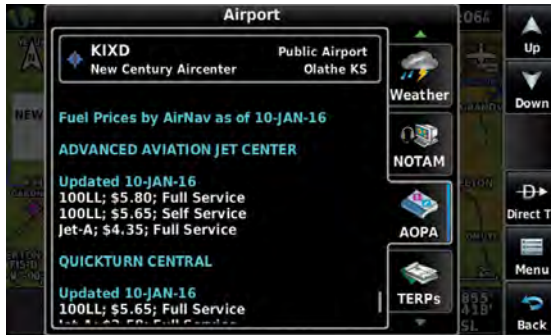 Airport
06%
Up
KIXD
Public Airport
New Century Aircenter
Olathe KS
Weather
Down
NEW
Fuel Prices by AirNav as of 10-JAN-16
ADVANCED AVIATION JET CENTER
NOTAM
Updated 10-JAN-16
100LL; $5.80; Full Service
100LL; $5.65; Self Service
Jet-A; $4.35; Full Service
AOPA
Direct T
QUICKTURN CENTRAL
Menu
Updated 10-JAN-16
100LL; $5.65; Full Service
TERPs
Back